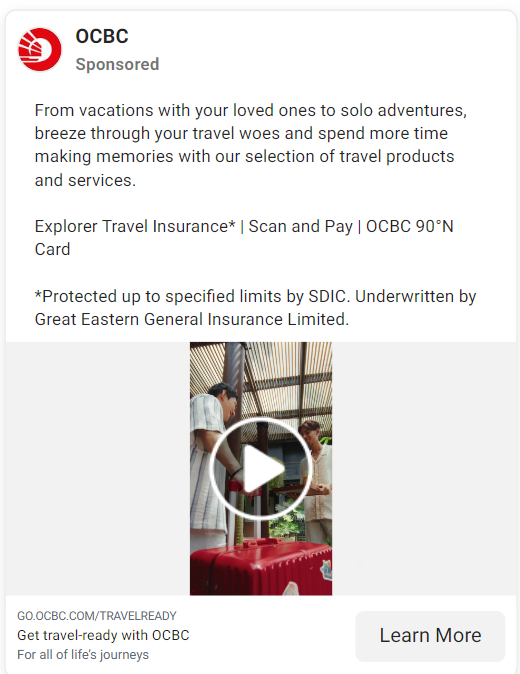 OCBC
Sponsored
From vacations with your loved ones to solo adventures,
breeze through your travel woes and spend more time
making memories with our selection of travel products
and services.
Explorer Travel Insurance* | Scan and Pay | OCBC 90°N
Card
*Protected up to specified limits by SDIC. Underwritten by
Great Eastern General Insurance Limited.
GO.OCBC.COM/TRAVELREADY
Get travel-ready with OCBC
For all of life's journeys
Learn More